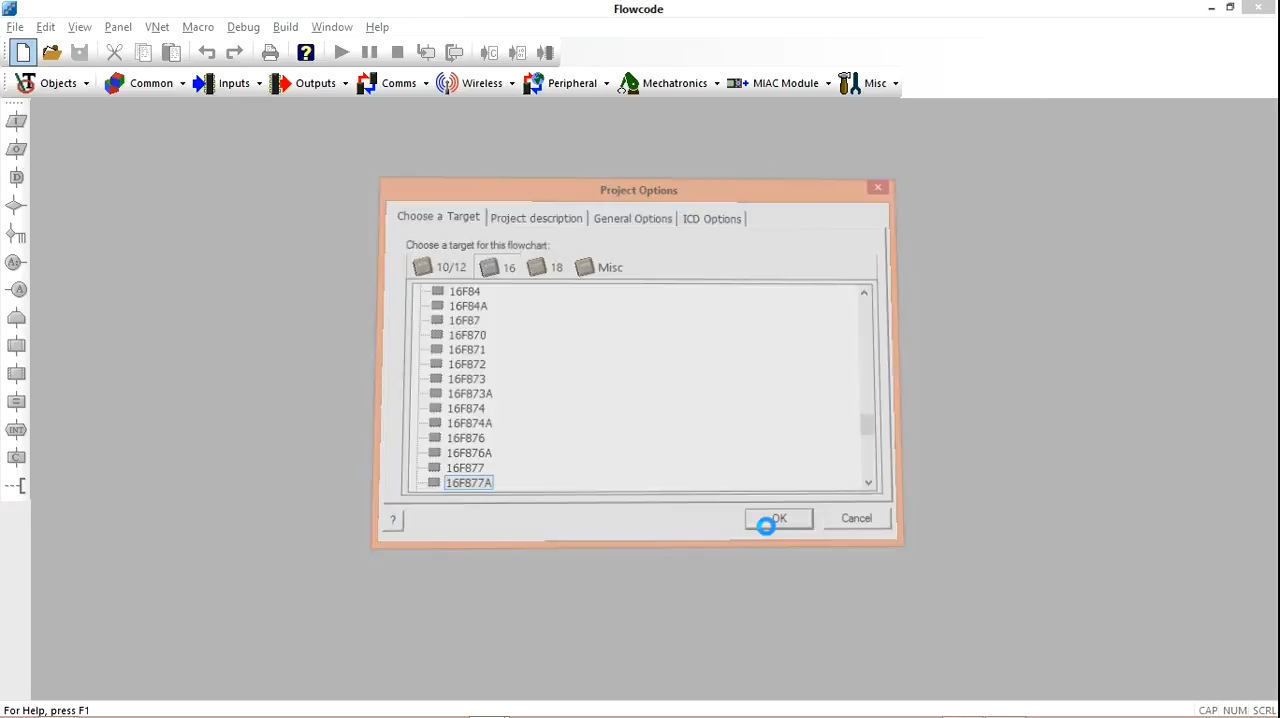 Flowcode
File Edit View Panel VNet Macro Debug Build Window Help
Objects Common Inputs Outputs Comms Wireless Peripheral Mechatronics MIAC Module Misc
Project Options
Choose a Target Project description General Options ICD Options
Choose a target for this flowchart:
10/12 16 18 Misc
16F84
16F84A
16F87
16F870
16F871
16F872
16F873
16F873A
16F874
16F874A
16F876
16F876A
16F877
16F877A
? OK Cancel
For Help, press F1
CAP NUM SCRL